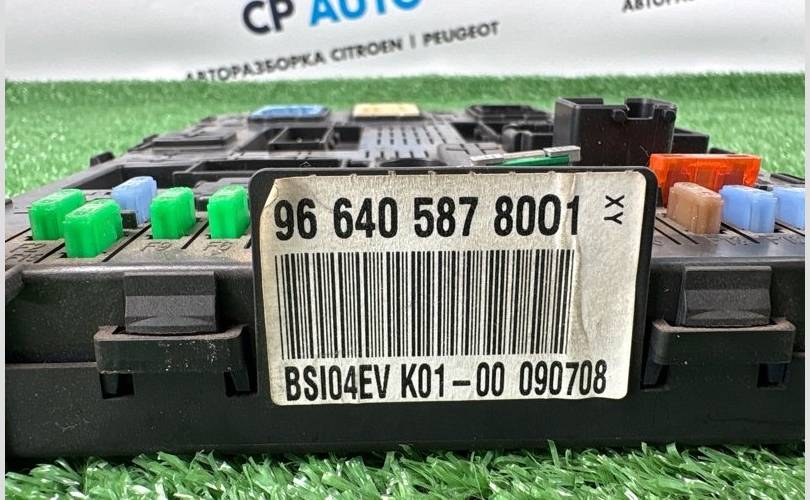 CP AUTO
АВТОРАЗБОРКА CITROEN | PEUGEOT
96 640 587 8001
XY
BSI04EV K01-00 090708